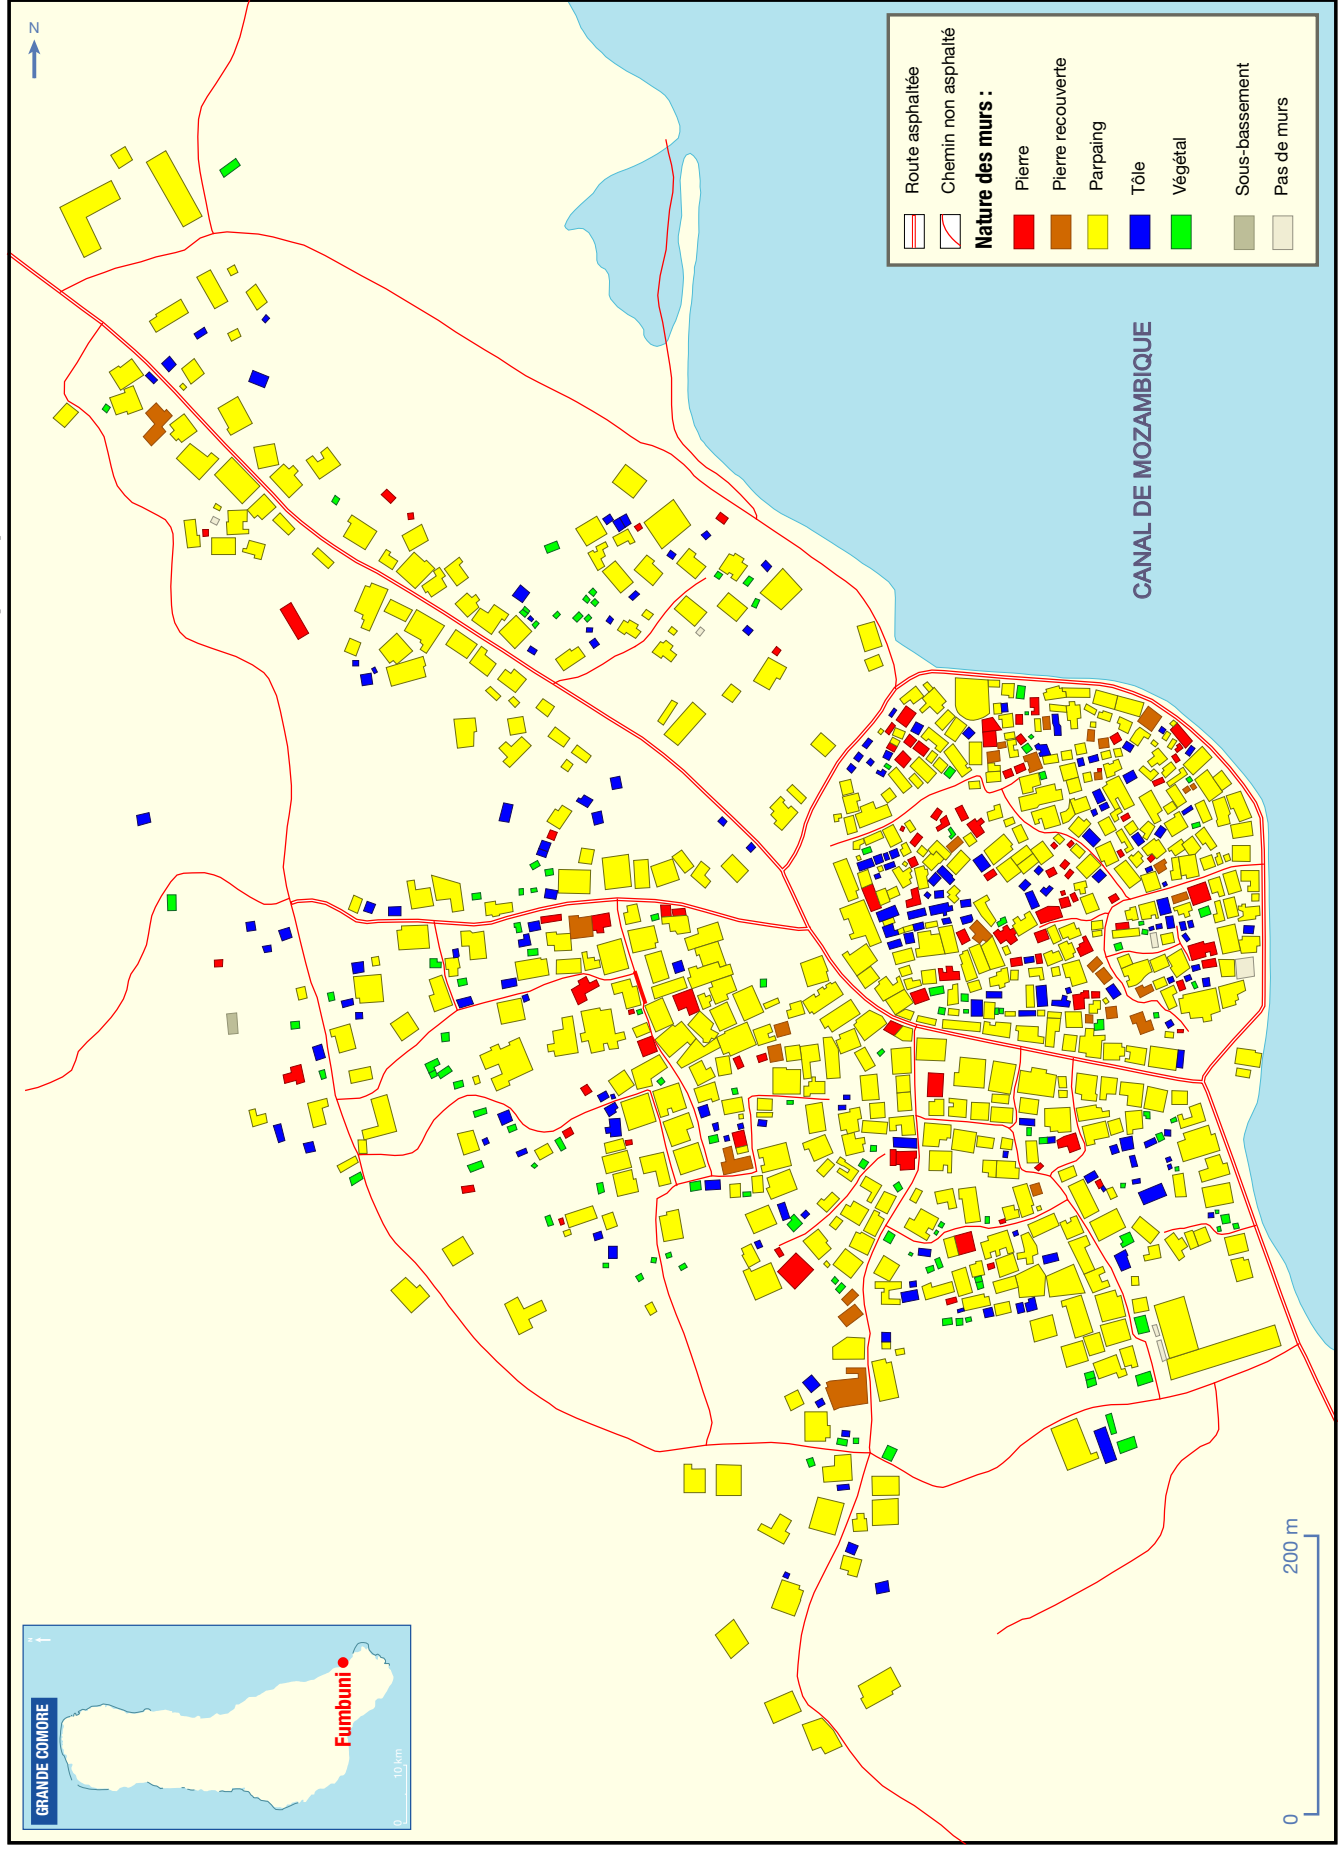 N
Route asphaltée
Chemin non asphalté
Nature des murs :
Pierre
Pierre recouverte
Parpaing
Tôle
Végétal
Sous-bassement
Pas de murs
CANAL DE MOZAMBIQUE
0
200 m
GRANDE COMORE
N
Fumbuni
0
10 km